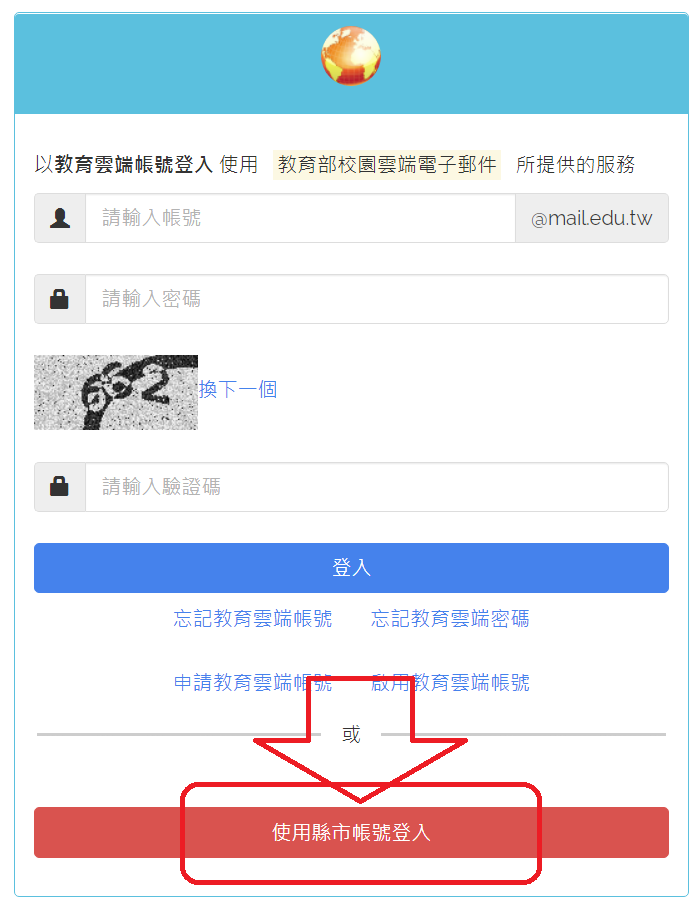 以教育雲端帳號登入 使用 教育部校園雲端電子郵件 所提供的服務
請輸入帳號 @mail.edu.tw
請輸入密碼
662 換下一個
請輸入驗證碼
登入
忘記教育雲端帳號 忘記教育雲端密碼
申請教育雲端帳號 啟用教育雲端帳號
或
使用縣市帳號登入